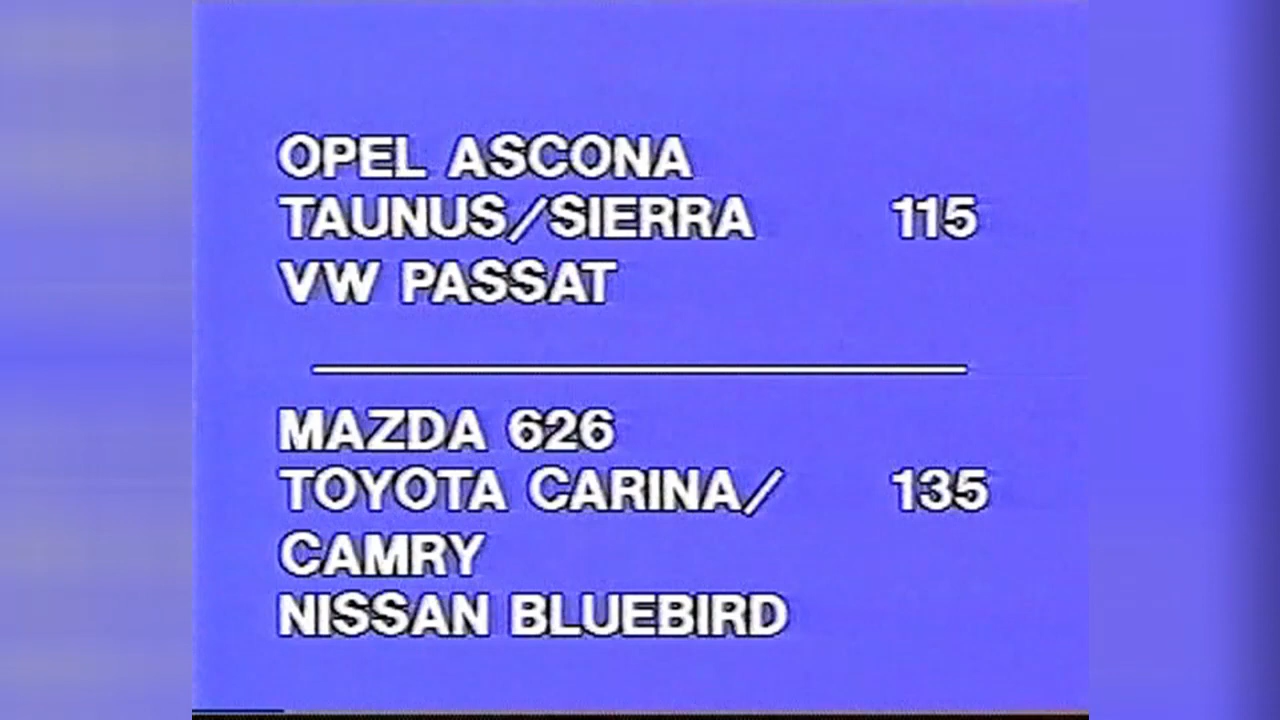 OPEL ASCONA
TAUNUS/SIERRA 115
VW PASSAT
MAZDA 626
TOYOTA CARINA/ 135
CAMRY
NISSAN BLUEBIRD